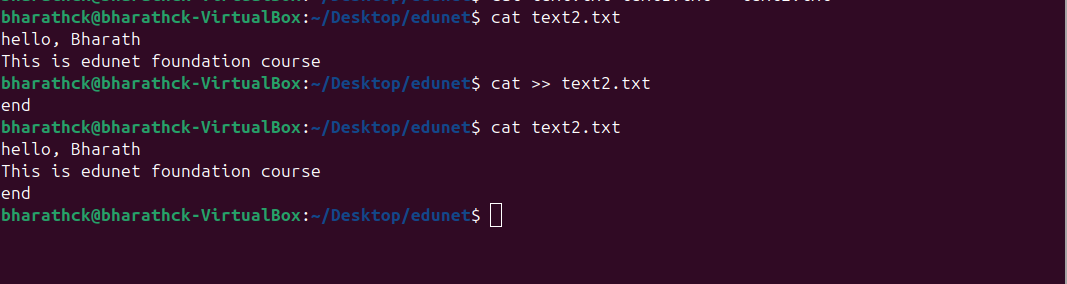 bharathck@bharathck-VirtualBox:~/Desktop/edunet$ cat text2.txt
hello, Bharath
This is edunet foundation course
bharathck@bharathck-VirtualBox:~/Desktop/edunet$ cat >> text2.txt
end
bharathck@bharathck-VirtualBox:~/Desktop/edunet$ cat text2.txt
hello, Bharath
This is edunet foundation course
end
bharathck@bharathck-VirtualBox:~/Desktop/edunet$